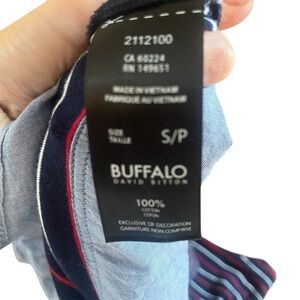 2112100
CA 60224
RN 149651
MADE IN VIETNAM
FABRIQUÉ AU VIETNAM
SIZE
TAILLE
S/P
BUFFALO
DAVID BITTON
100%
COTTON
COTON
EXCLUSIVE OF DECORATION
GARNITURE NON COMPRISE